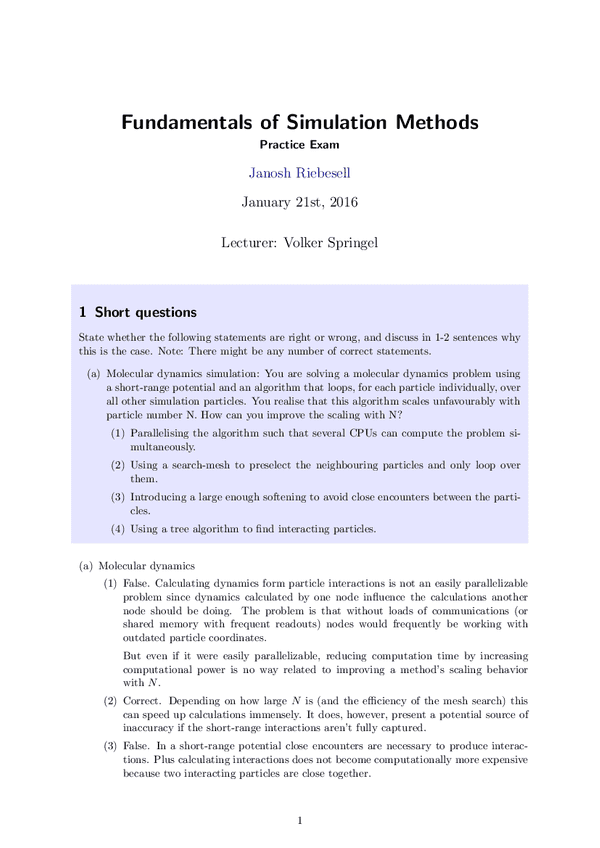 Fundamentals of Simulation Methods
Practice Exam
Janosh Riebesell
January 21st, 2016
Lecturer: Volker Springel
1 Short questions
State whether the following statements are right or wrong, and discuss in 1-2 sentences why
this is the case. Note: There might be any number of correct statements.
(a) Molecular dynamics simulation: You are solving a molecular dynamics problem using
a short-range potential and an algorithm that loops, for each particle individually, over
all other simulation particles. You realise that this algorithm scales unfavourably with
particle number N. How can you improve the scaling with N?
(1) Parallelising the algorithm such that several CPUs can compute the problem si-
multaneously.
(2) Using a search-mesh to preselect the neighbouring particles and only loop over
them.
(3) Introducing a large enough softening to avoid close encounters between the parti-
cles.
(4) Using a tree algorithm to find interacting particles.
(a) Molecular dynamics
(1) False. Calculating dynamics form particle interactions is not an easily parallelizable
problem since dynamics calculated by one node influence the calculations another
node should be doing. The problem is that without loads of communications (or
shared memory with frequent readouts) nodes would frequently be working with
outdated particle coordinates.
But even if it were easily parallelizable, reducing computation time by increasing
computational power is no way related to improving a method's scaling behavior
with N.
(2) Correct. Depending on how large N is (and the efficiency of the mesh search) this
can speed up calculations immensely. It does, however, present a potential source of
inaccuracy if the short-range interactions aren't fully captured.
(3) False. In a short-range potential close encounters are necessary to produce interac-
tions. Plus calculating interactions does not become computationally more expensive
because two interacting particles are close together.
1